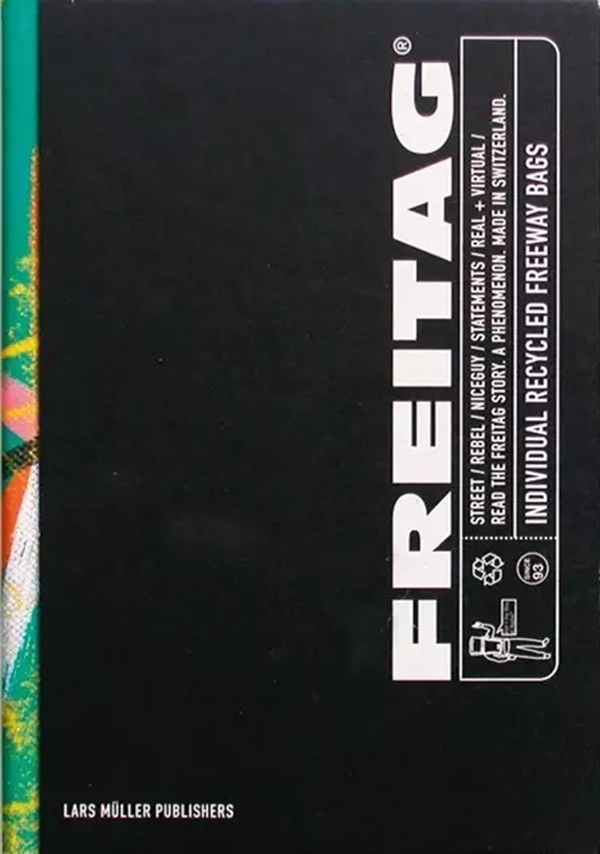 FREITAG®
STREET / REBEL / NICEGUY / STATEMENTS / REAL + VIRTUAL /
READ THE FREITAG STORY. A PHENOMENON. MADE IN SWITZERLAND.
INDIVIDUAL RECYCLED FREEWAY BAGS
SINCE
93
LARS MÜLLER PUBLISHERS